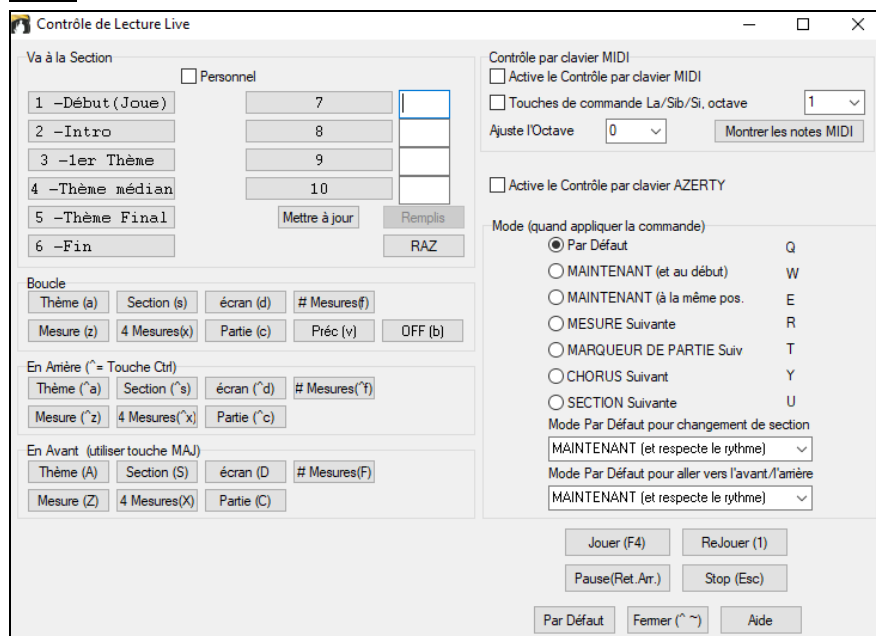 Contrôle de Lecture Live
Va à la Section
Personnel
1 -Début(Joue)
7
2 -Intro
8
3 -1er Thème
9
4 -Thème médian
10
5 -Thème Final
Mettre à jour
Remplis
6 -Fin
RAZ
Boucle
Thème (a)
Section (s)
écran (d)
# Mesures(f)
Mesure (z)
4 Mesures(x)
Partie (c)
Préc (v)
OFF (b)
En Arrière (^= Touche Ctrl)
Thème (^a)
Section (^s)
écran (^d)
# Mesures(^f)
Mesure (^z)
4 Mesures(^x)
Partie (^c)
En Avant (utiliser touche MAJ)
Thème (A)
Section (S)
écran (D
# Mesures(F)
Mesure (Z)
4 Mesures(X)
Partie (C)
Contrôle par clavier MIDI
Active le Contrôle par clavier MIDI
Touches de commande La/Sib/Si, octave
1
Ajuste l'Octave
0
Montrer les notes MIDI
Active le Contrôle par clavier AZERTY
Mode (quand appliquer la commande)
Par Défaut Q
MAINTENANT (et au début) W
MAINTENANT (à la même pos. E
MESURE Suivante R
MARQUEUR DE PARTIE Suiv T
CHORUS Suivant Y
SECTION Suivante U
Mode Par Défaut pour changement de section
MAINTENANT (et respecte le rythme)
Mode Par Défaut pour aller vers l'avant/l'arrière
MAINTENANT (et respecte le rythme)
Jouer (F4)
ReJouer (1)
Pause(Ret.Arr.)
Stop (Esc)
Par Défaut
Fermer (^ ~)
Aide